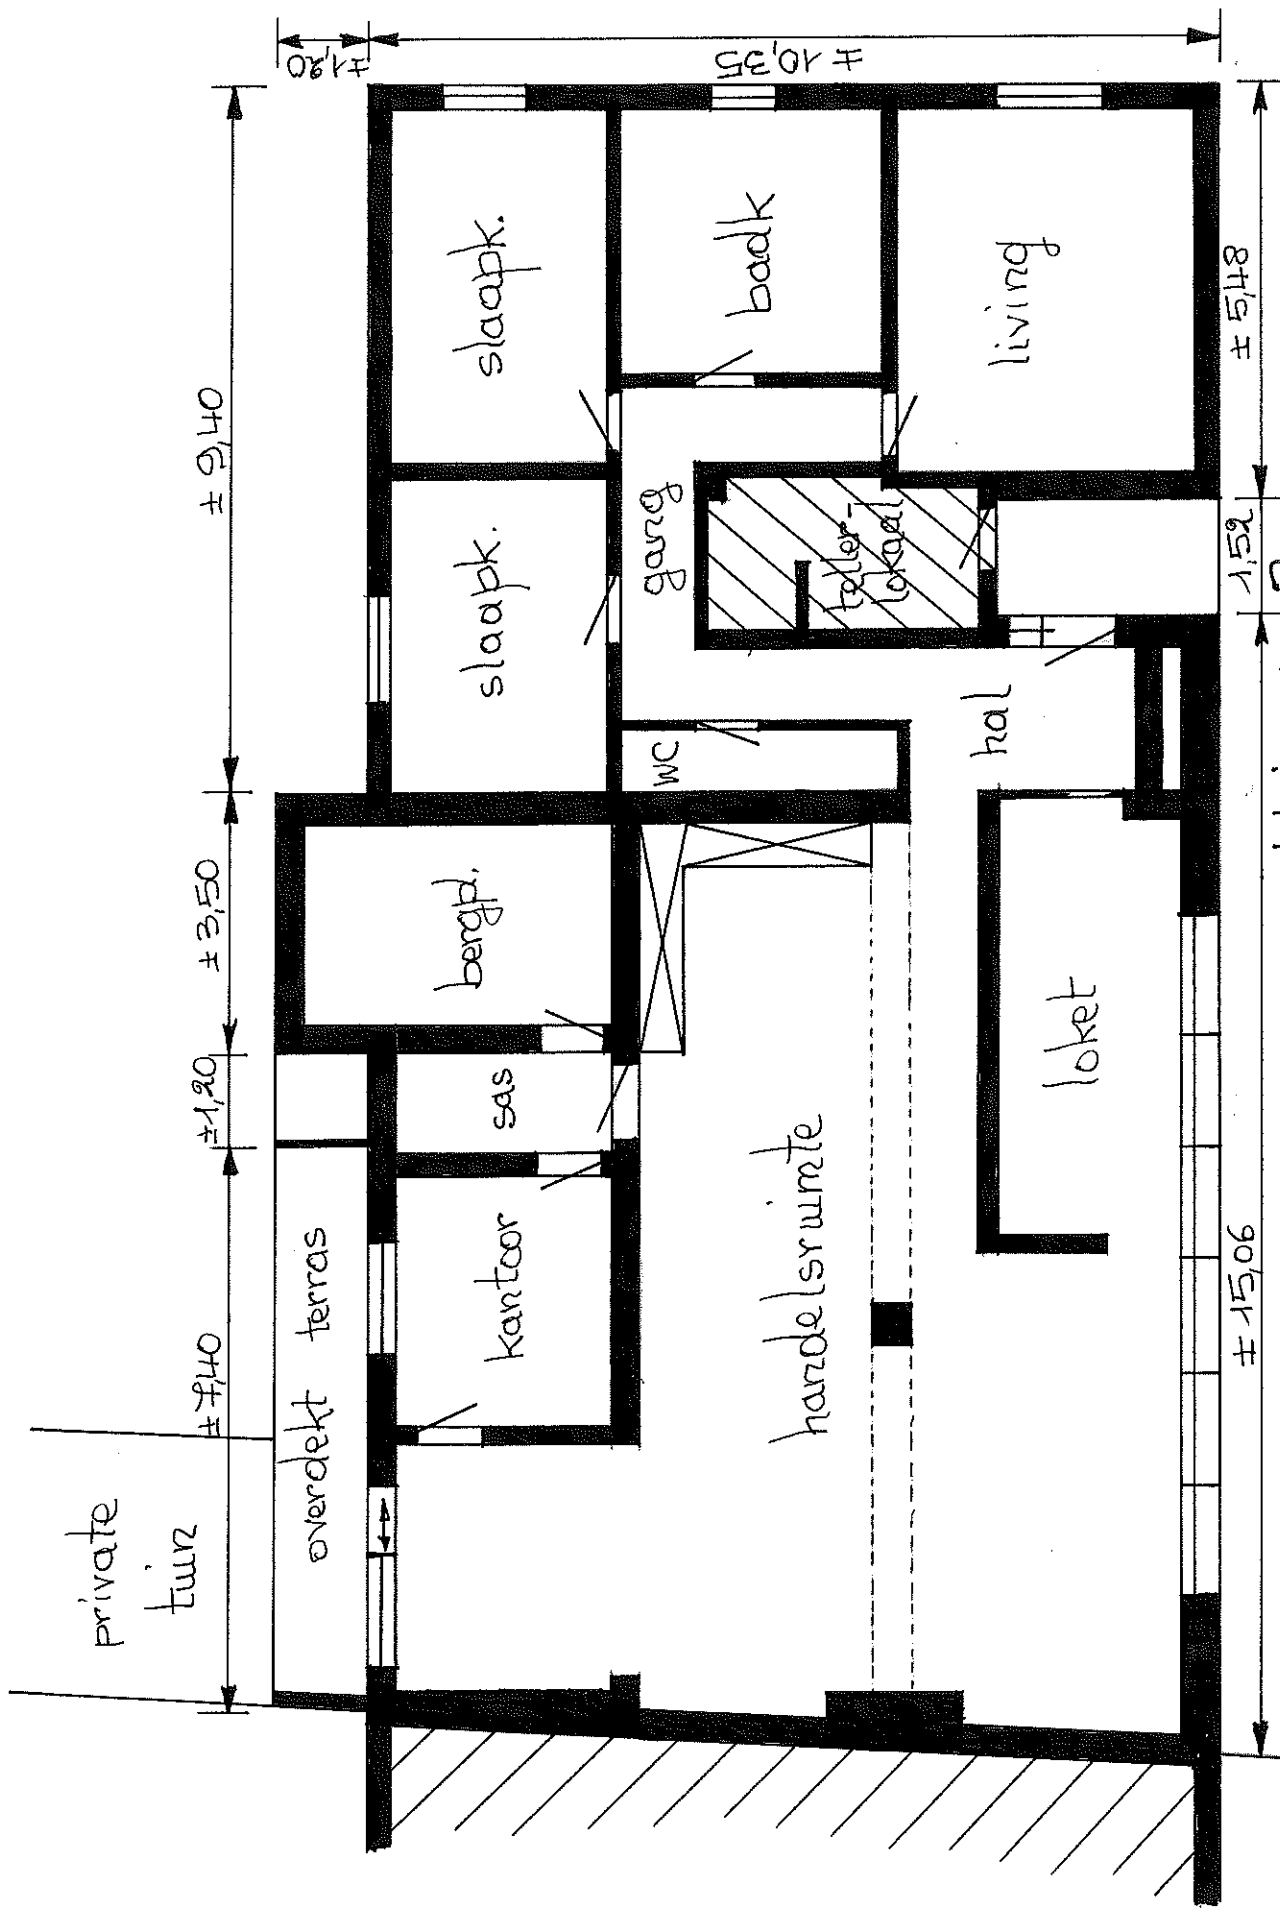 private
tuin
± 7,40
±1,20
± 3,50
± 9,40
±1,20
± 10,35
overdekt terras
kantoor
sas
bergpl.
slaapk.
slaapk.
handelsruimte
WC
gang
badk
teller-
lokaal
loket
hal
living
± 15,06
1,52
± 5,48